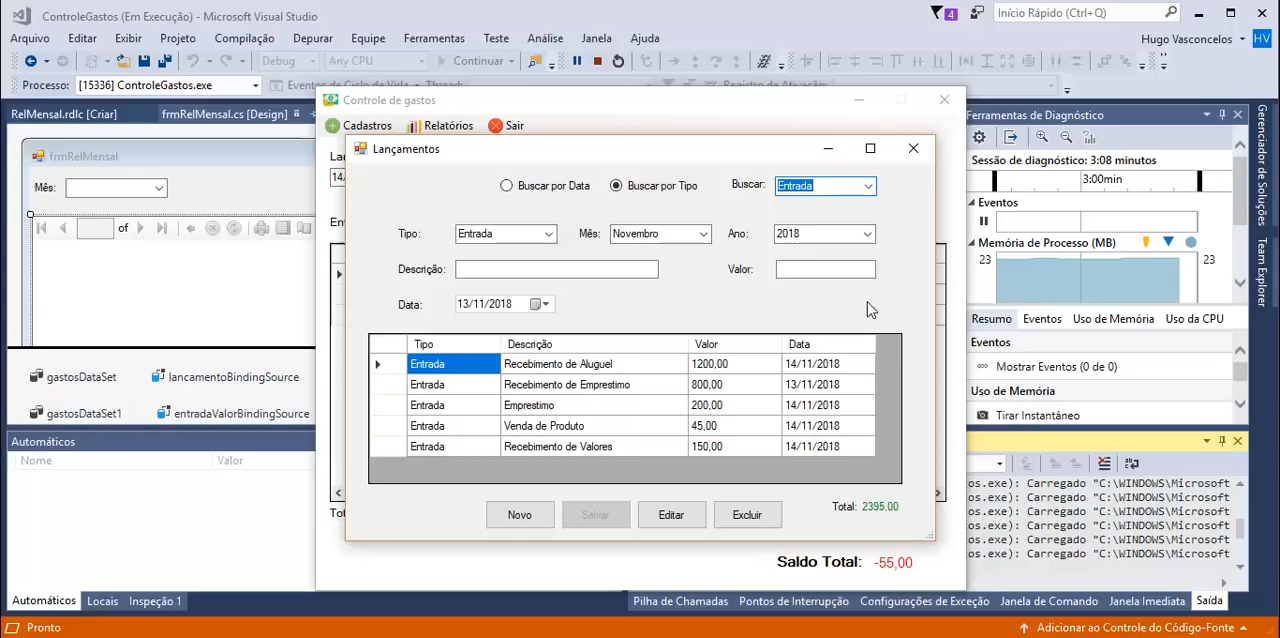 ControleGastos (Em Execução) - Microsoft Visual Studio
4
Início Rápido (Ctrl+Q)
Arquivo Editar Exibir Projeto Compilação Depurar Equipe Ferramentas Teste Análise Janela Ajuda
Hugo Vasconcelos HV
Debug Any CPU Continuar
Processo: [15336] ControleGastos.exe
RelMensal.rdlc [Criar] frmRelMensal.cs [Design]
frmRelMensal
Mês:
of
gastosDataSet lancamentoBindingSource
gastosDataSet1 entradaValorBindingSource
Automáticos
Nome Valor
Automáticos Locais Inspeção 1
Controle de gastos
Cadastros Relatórios Sair
Lançamentos
Buscar por Data Buscar por Tipo Buscar: Entrada
Tipo: Entrada Mês: Novembro Ano: 2018
Descrição: Valor:
Data: 13/11/2018
Tipo Descrição Valor Data
Entrada Recebimento de Aluguel 1200,00 14/11/2018
Entrada Recebimento de Emprestimo 800,00 13/11/2018
Entrada Emprestimo 200,00 14/11/2018
Entrada Venda de Produto 45,00 14/11/2018
Entrada Recebimento de Valores 150,00 14/11/2018
Novo Salvar Editar Excluir Total: 2395,00
Saldo Total: -55,00
Ferramentas de Diagnóstico
Sessão de diagnóstico: 3:08 minutos
3:00min
Eventos
Memória de Processo (MB)
23 23
Resumo Eventos Uso de Memória Uso da CPU
Eventos
Mostrar Eventos (0 de 0)
Uso de Memória
Tirar Instantâneo
os.exe): Carregado "C:\WINDOWS\Microsoft
os.exe): Carregado "C:\WINDOWS\Microsoft
os.exe): Carregado "C:\WINDOWS\Microsoft
os.exe): Carregado "C:\WINDOWS\Microsoft
os.exe): Carregado "C:\WINDOWS\Microsoft
Pilha de Chamadas Pontos de Interrupção Configurações de Exceção Janela de Comando Janela Imediata Saída
Gerenciador de Soluções
Team Explorer
Pronto
Adicionar ao Controle do Código-Fonte